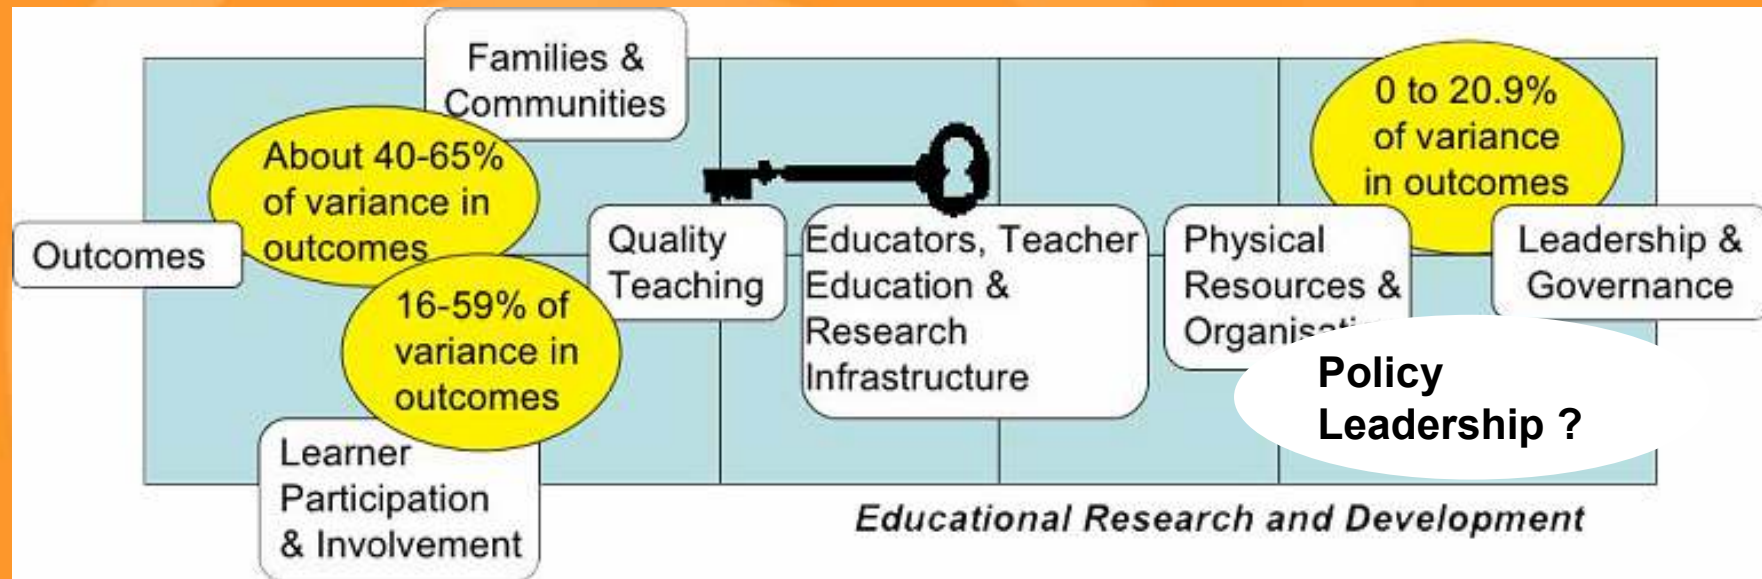 Families &
Communities
About 40-65%
of variance in
outcomes
0 to 20.9%
of variance
in outcomes
Outcomes
16-59% of
variance in
outcomes
Quality
Teaching
Educators, Teacher
Education &
Research
Infrastructure
Physical
Resources &
Leadership &
Governance
Policy
Leadership ?
Learner
Participation
& Involvement
Educational Research and Development